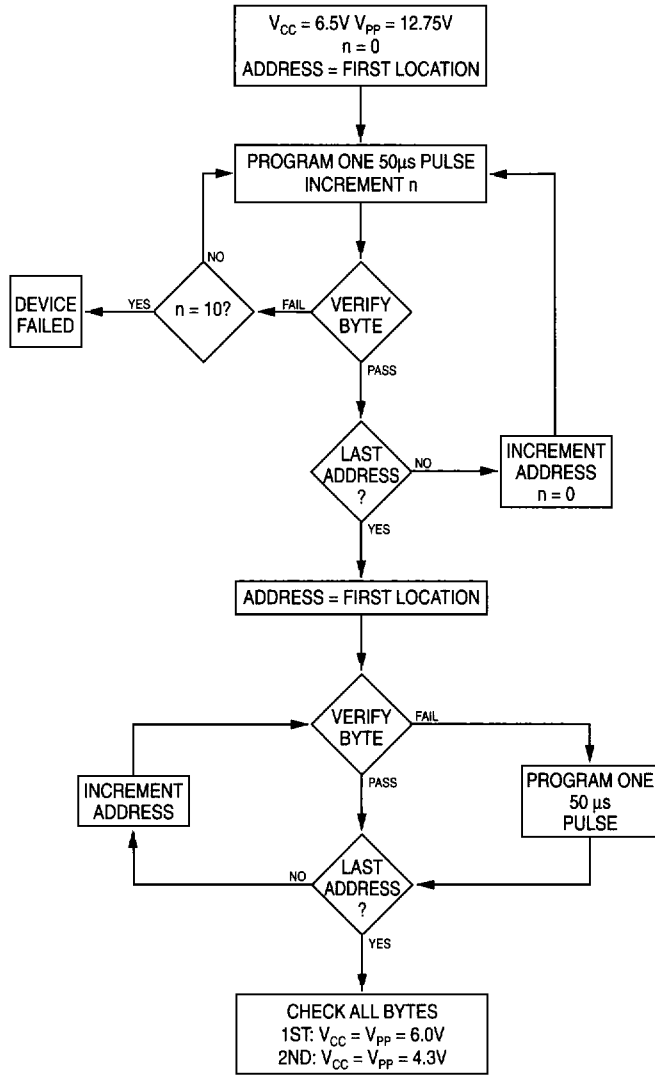 V_CC = 6.5V V_PP = 12.75V
n = 0
ADDRESS = FIRST LOCATION
PROGRAM ONE 50µs PULSE
INCREMENT n
NO
DEVICE
FAILED
YES
n = 10?
FAIL
VERIFY
BYTE
PASS
LAST
ADDRESS
?
NO
INCREMENT
ADDRESS
n = 0
YES
ADDRESS = FIRST LOCATION
VERIFY
BYTE
FAIL
PASS
INCREMENT
ADDRESS
PROGRAM ONE
50 µs
PULSE
LAST
ADDRESS
?
NO
YES
CHECK ALL BYTES
1ST: V_CC = V_PP = 6.0V
2ND: V_CC = V_PP = 4.3V